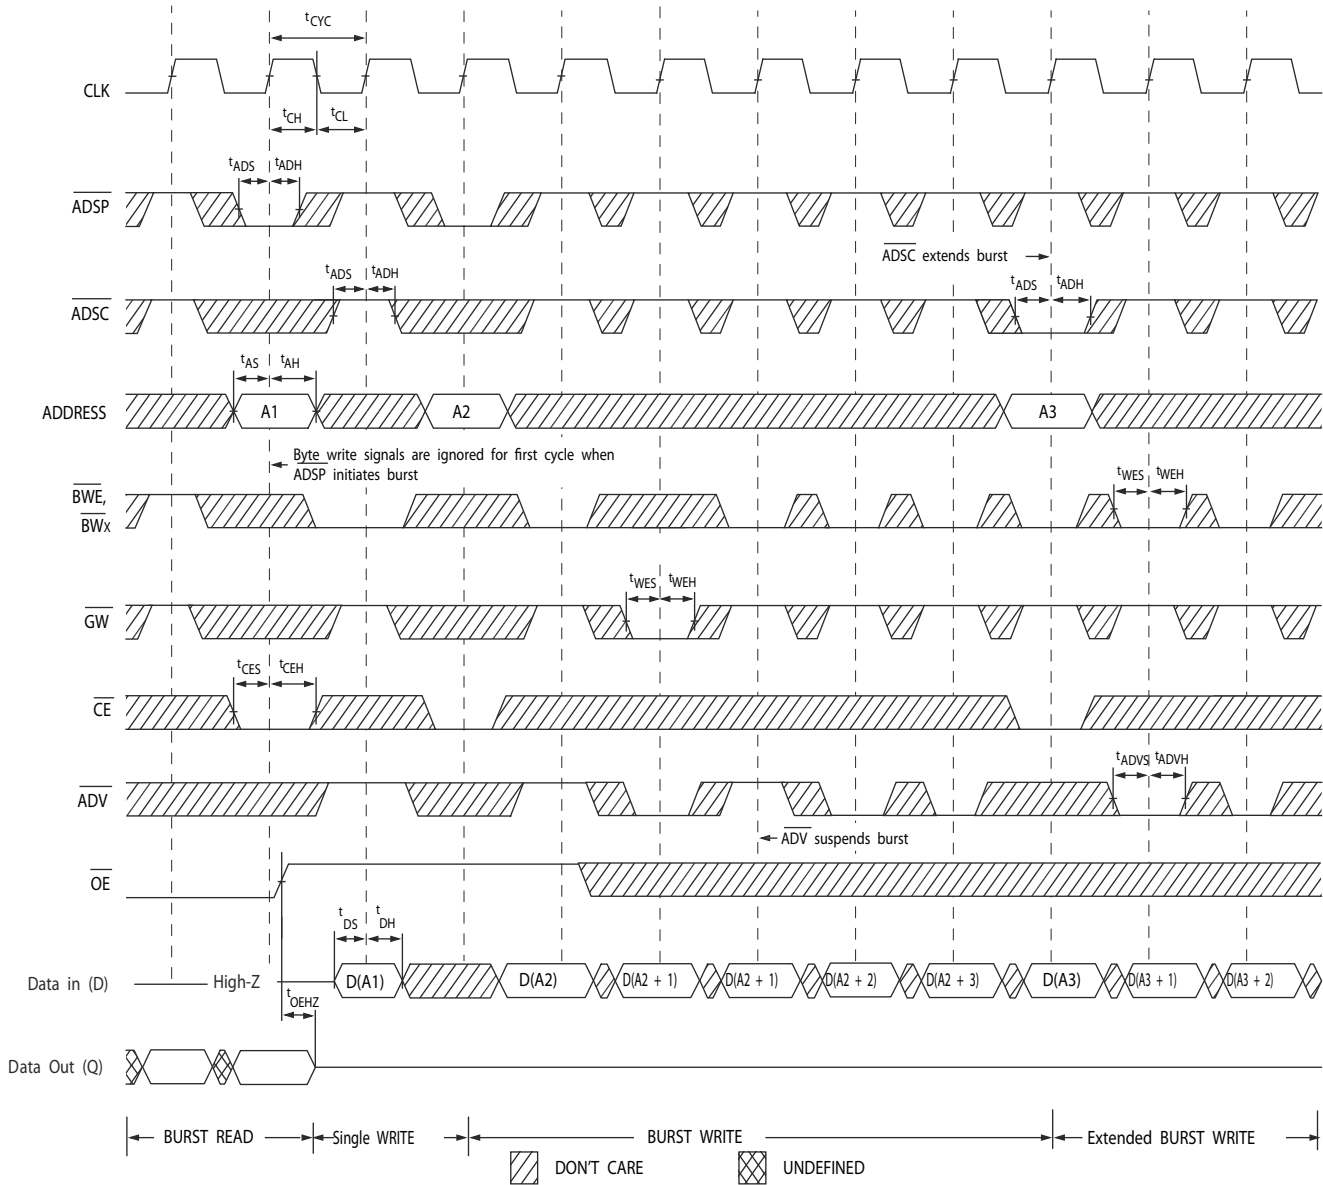 tCYC
CLK
tCH
tCL
tADS
tADH
ADSP
ADSC extends burst
tADS
tADH
tADS
tADH
ADSC
tAS
tAH
ADDRESS
A1
A2
A3
Byte write signals are ignored for first cycle when
ADSP initiates burst
BWE,
BWx
tWES
tWEH
tWES
tWEH
GW
tCES
tCEH
CE
tADVS
tADVH
ADV
ADV suspends burst
OE
tDS
tDH
Data in (D)
High-Z
D(A1)
D(A2)
D(A2 + 1)
D(A2 + 1)
D(A2 + 2)
D(A2 + 3)
D(A3)
D(A3 + 1)
D(A3 + 2)
tOEHZ
Data Out (Q)
BURST READ
Single WRITE
BURST WRITE
Extended BURST WRITE
DON'T CARE
UNDEFINED